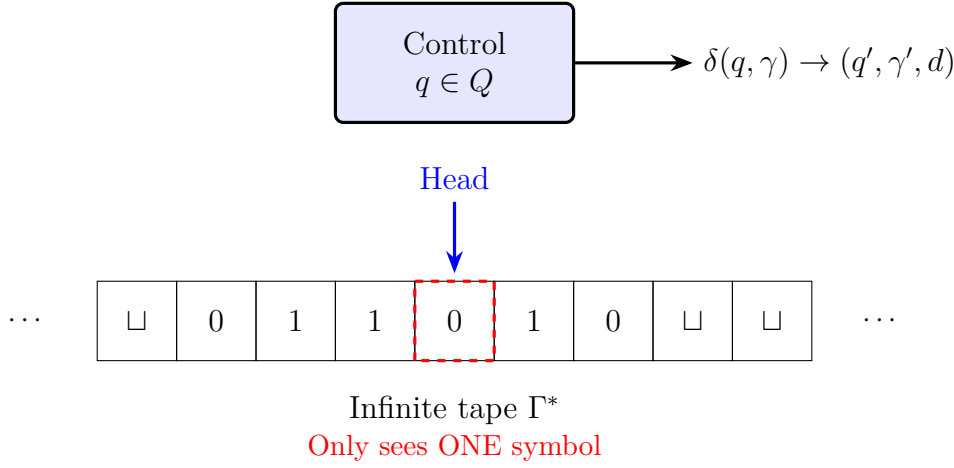 Control
q ∈ Q
δ(q, γ) → (q′, γ′, d)
Head
··· ⊔ 0 1 1 0 1 0 ⊔ ⊔ ···
Infinite tape Γ*
Only sees ONE symbol